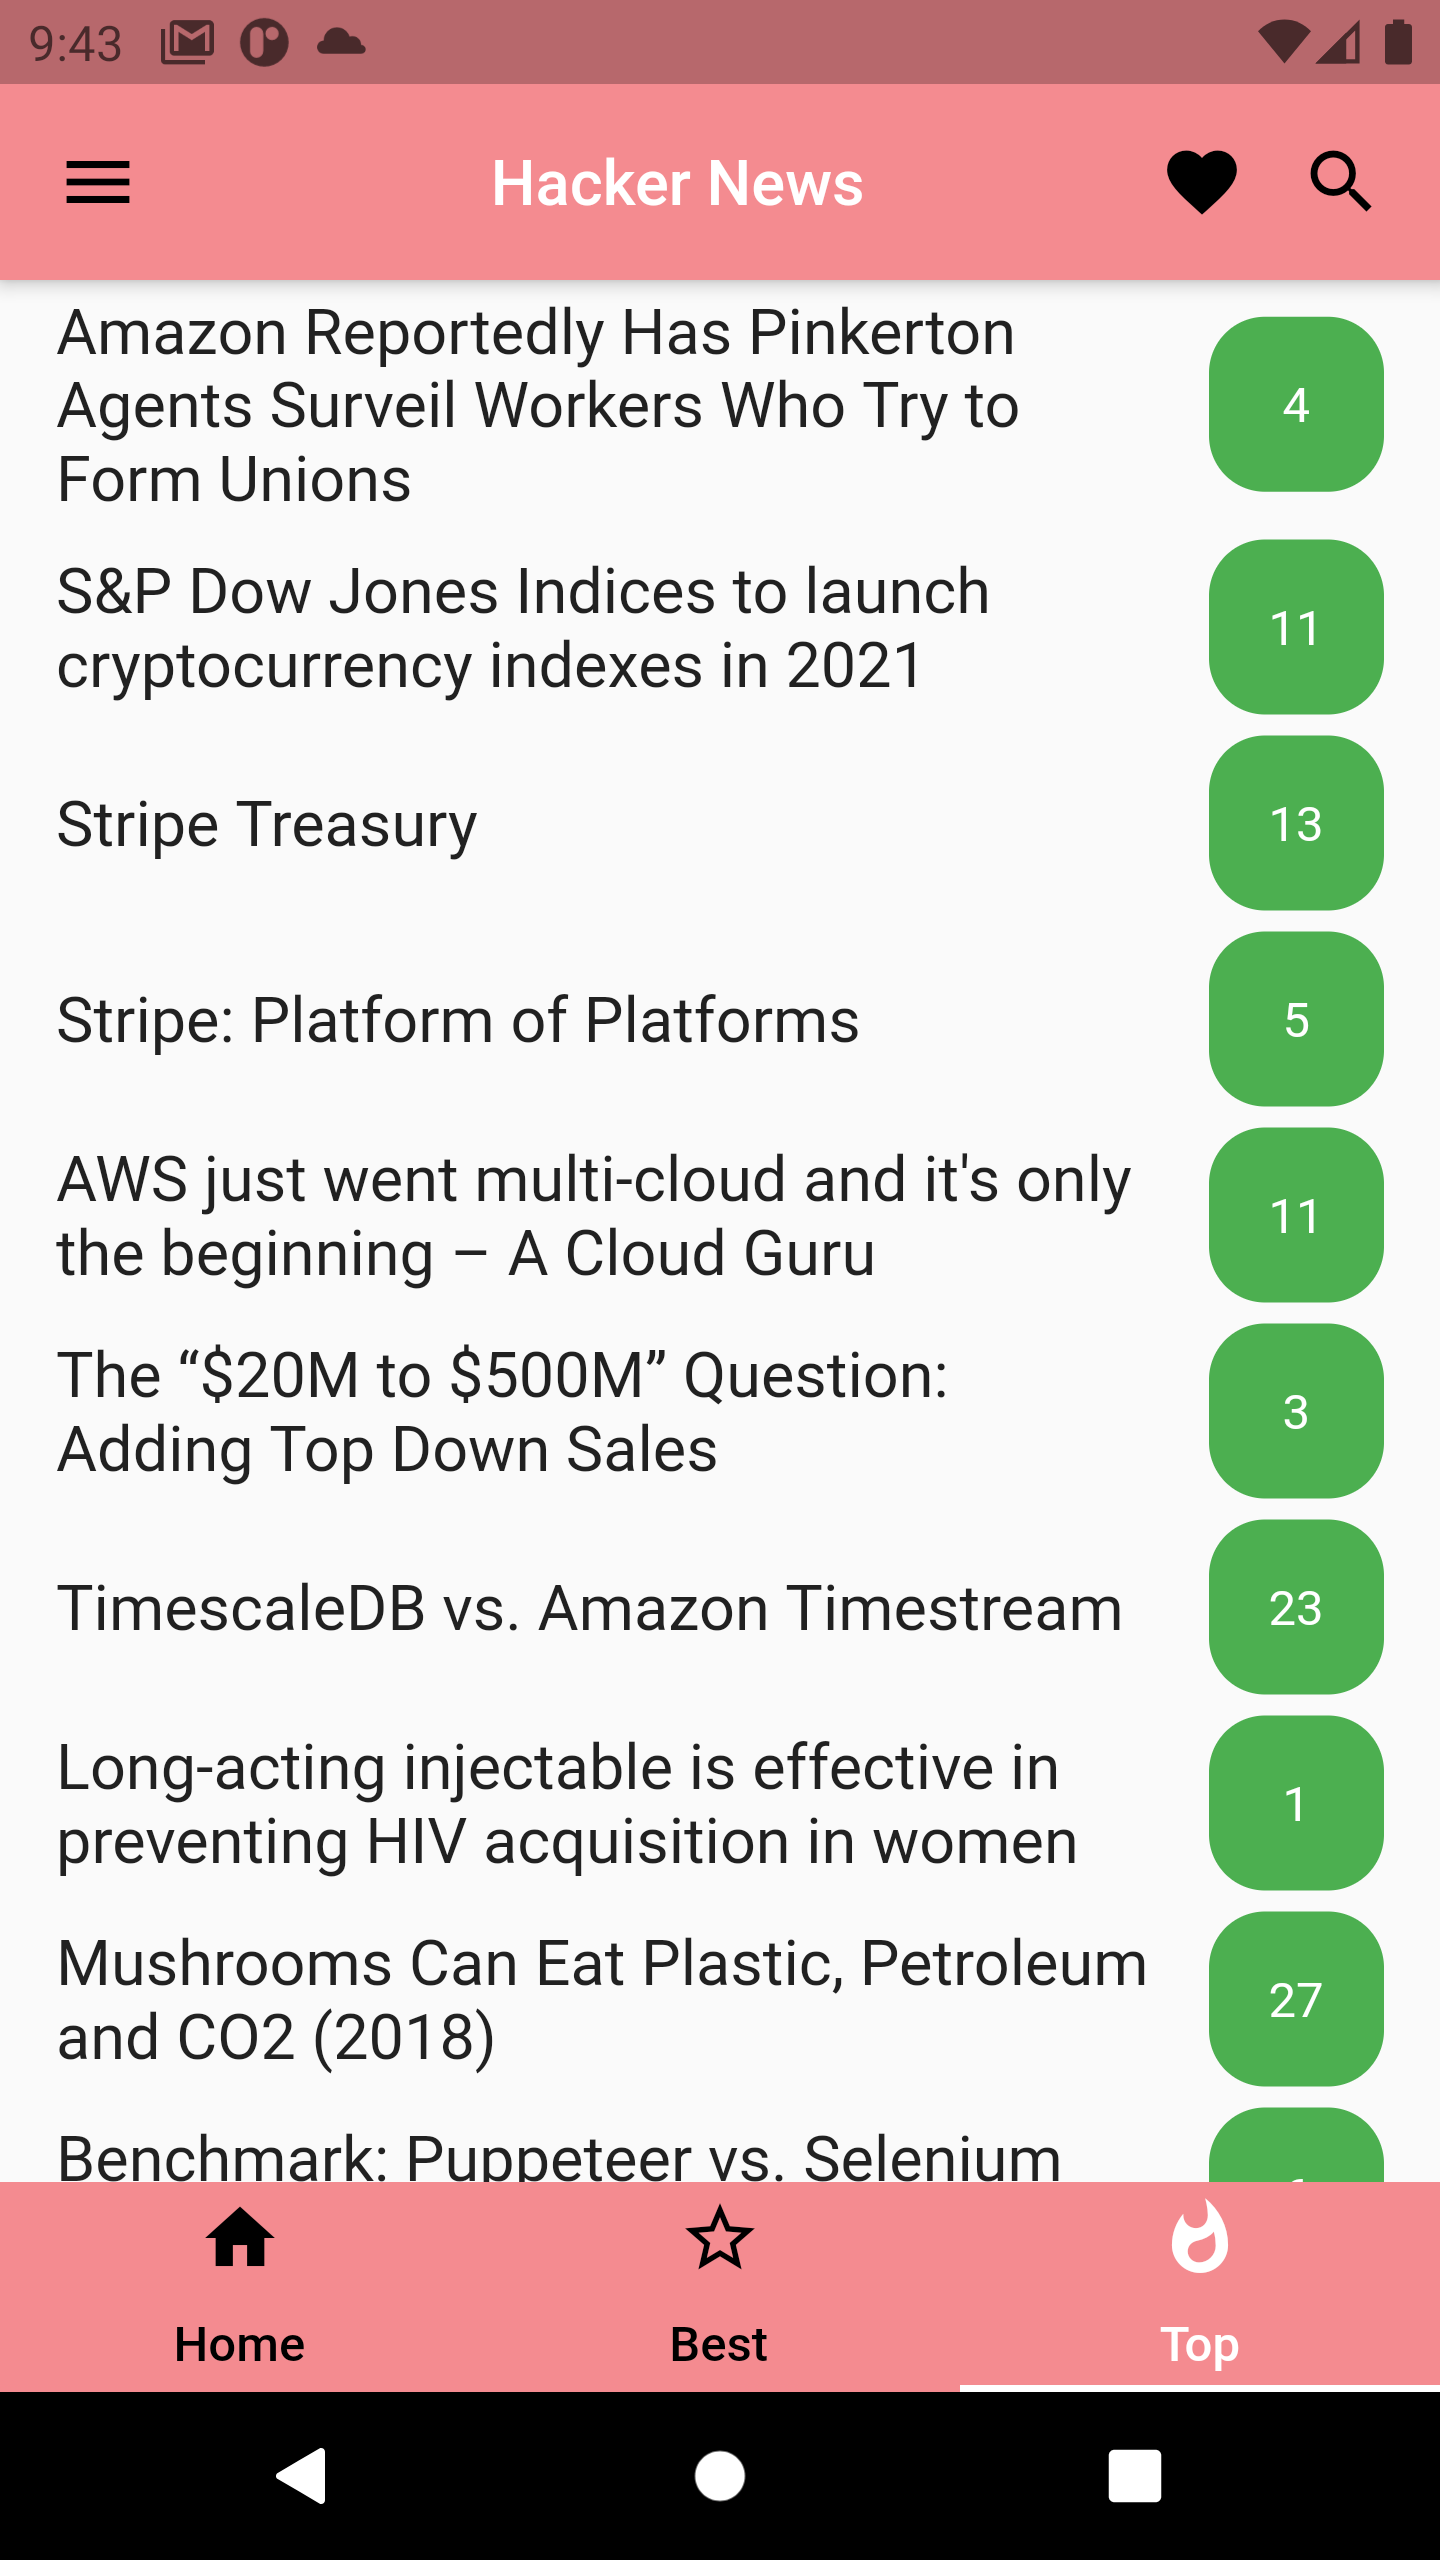 9:43
Hacker News
Amazon Reportedly Has Pinkerton
Agents Surveil Workers Who Try to
Form Unions
4
S&P Dow Jones Indices to launch
cryptocurrency indexes in 2021
11
Stripe Treasury
13
Stripe: Platform of Platforms
5
AWS just went multi-cloud and it's only
the beginning – A Cloud Guru
11
The “$20M to $500M” Question:
Adding Top Down Sales
3
TimescaleDB vs. Amazon Timestream
23
Long-acting injectable is effective in
preventing HIV acquisition in women
1
Mushrooms Can Eat Plastic, Petroleum
and CO2 (2018)
27
Benchmark: Puppeteer vs. Selenium
Home
Best
Top